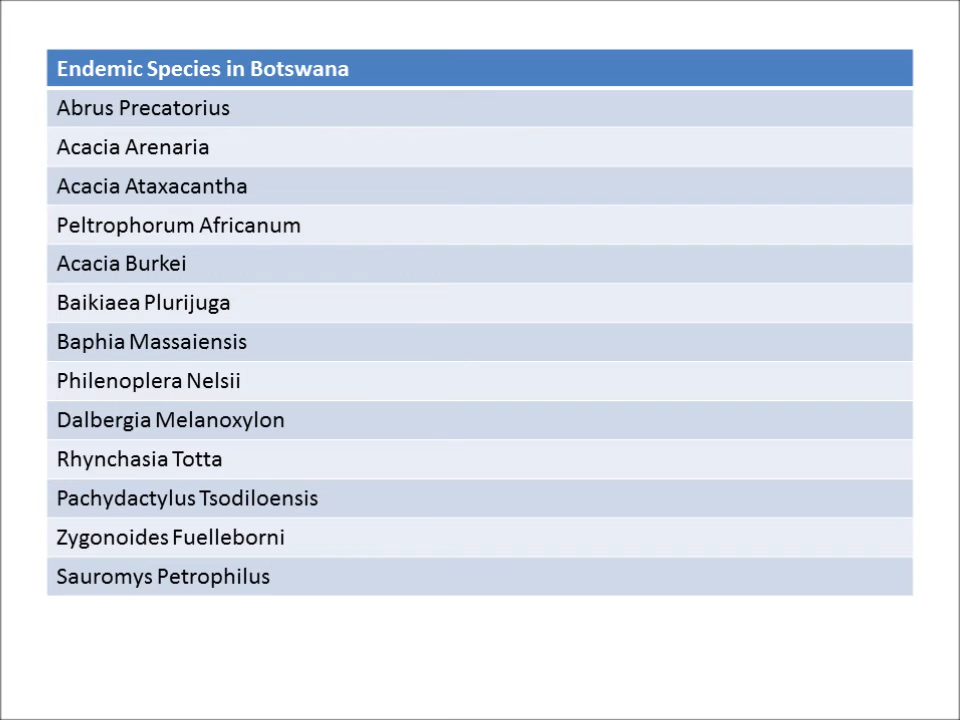 Endemic Species in Botswana
Abrus Precatorius
Acacia Arenaria
Acacia Ataxacantha
Peltrophorum Africanum
Acacia Burkei
Baikiaea Plurijuga
Baphia Massaiensis
Philenoplera Nelsii
Dalbergia Melanoxylon
Rhynchasia Totta
Pachydactylus Tsodiloensis
Zygonoides Fuelleborni
Sauromys Petrophilus